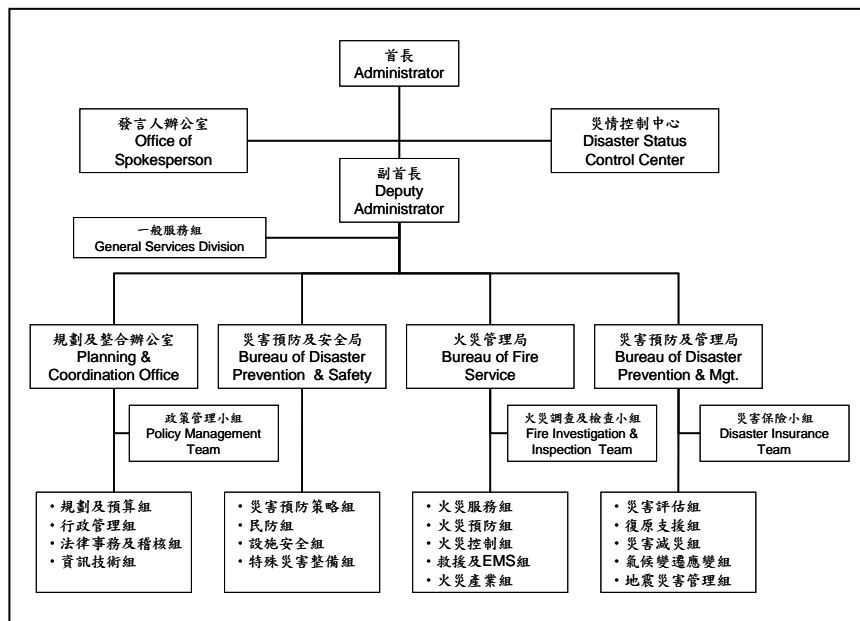 首長
Administrator
發言人辦公室
Office of
Spokesperson
災情控制中心
Disaster Status
Control Center
副首長
Deputy
Administrator
一般服務組
General Services Division
規劃及整合辦公室
Planning &
Coordination Office
災害預防及安全局
Bureau of Disaster
Prevention & Safety
火災管理局
Bureau of Fire
Service
災害預防及管理局
Bureau of Disaster
Prevention & Mgt.
政策管理小組
Policy Management
Team
火災調查及檢查小組
Fire Investigation &
Inspection Team
災害保險小組
Disaster Insurance
Team
・規劃及預算組
・行政管理組
・法律事務及稽核組
・資訊技術組
・災害預防策略組
・民防組
・設施安全組
・特殊災害整備組
・火災服務組
・火災預防組
・火災控制組
・救援及EMS組
・火災產業組
・災害評估組
・復原支援組
・災害減災組
・氣候變遷應變組
・地震災害管理組